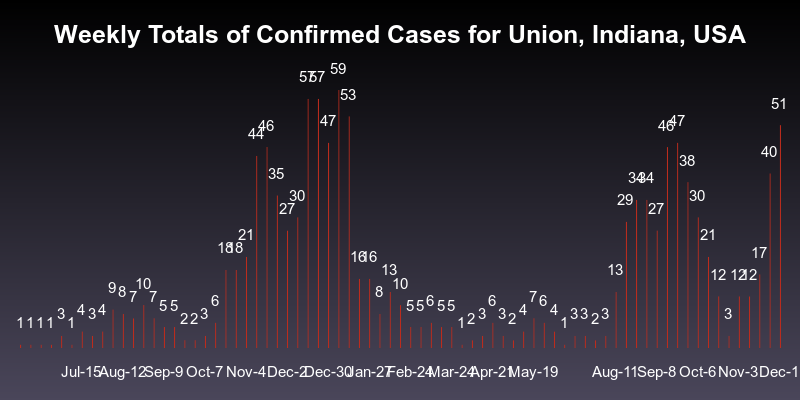 Weekly Totals of Confirmed Cases for Union, Indiana, USA
59
57 57
53
51
47
46 47
44 46
40
38
35
34 34
30 29 30
27 27
21 21
18 18 17
16 16
13 13
12 12 12
9 8 7 10 7 8 10
1 1 1 1 3 1 4 3 4 5 5 2 2 3 6 5 5 6 5 5 1 2 3 6 3 2 4 7 6 4 1 3 3 2 3 3
Jul-15 Aug-12 Sep-9 Oct-7 Nov-4 Dec-2 Dec-30 Jan-27 Feb-24 Mar-24 Apr-21 May-19 Aug-11 Sep-8 Oct-6 Nov-3 Dec-1